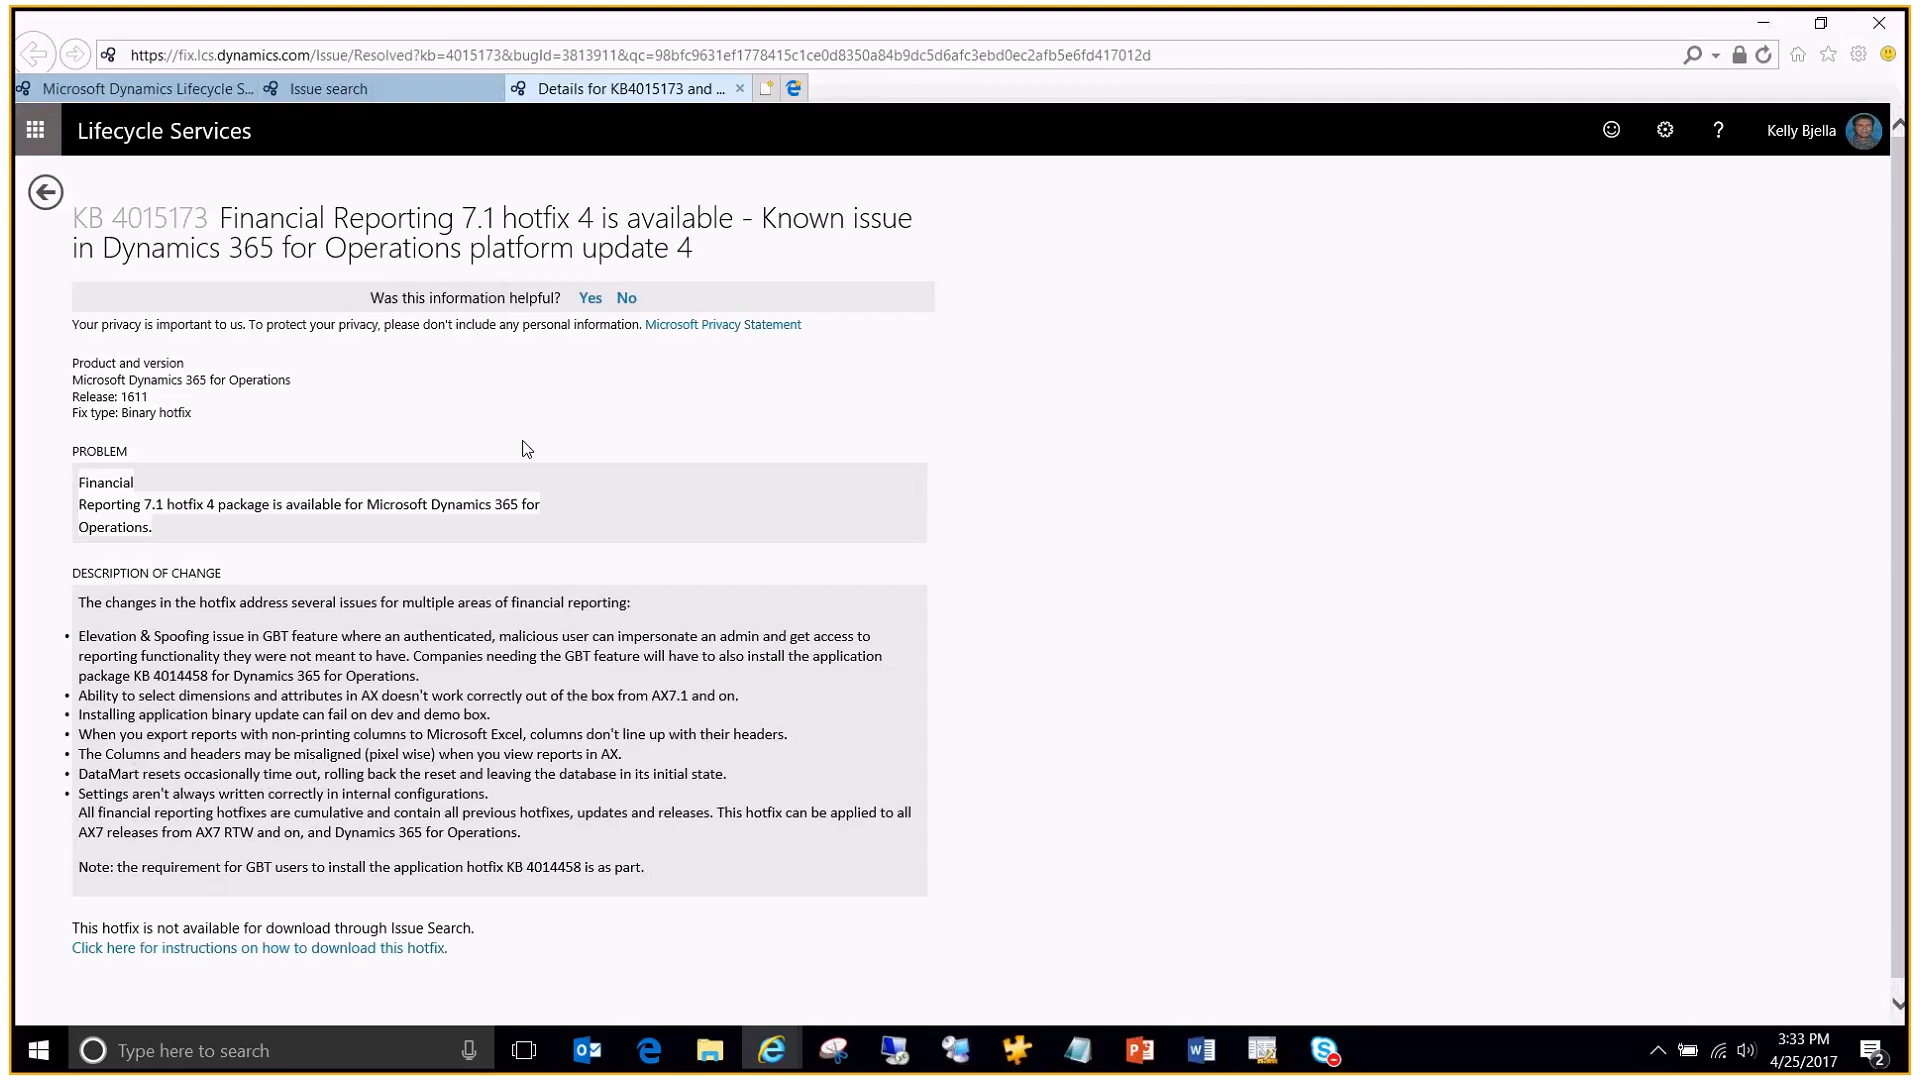 https://fix.lcs.dynamics.com/Issue/Resolved?kb=4015173&bugId=3813911&qc=98bfc9631ef1778415c1ce0d8350a84b9dc5d6afc3ebd0ec2afb5e6fd417012d
Microsoft Dynamics Lifecycle S... Issue search Details for KB4015173 and ...
Lifecycle Services Kelly Bjella
KB 4015173 Financial Reporting 7.1 hotfix 4 is available - Known issue
in Dynamics 365 for Operations platform update 4
Was this information helpful? Yes No
Your privacy is important to us. To protect your privacy, please don't include any personal information. Microsoft Privacy Statement
Product and version
Microsoft Dynamics 365 for Operations
Release: 1611
Fix type: Binary hotfix
PROBLEM
Financial
Reporting 7.1 hotfix 4 package is available for Microsoft Dynamics 365 for
Operations.
DESCRIPTION OF CHANGE
The changes in the hotfix address several issues for multiple areas of financial reporting:
• Elevation & Spoofing issue in GBT feature where an authenticated, malicious user can impersonate an admin and get access to
reporting functionality they were not meant to have. Companies needing the GBT feature will have to also install the application
package KB 4014458 for Dynamics 365 for Operations.
• Ability to select dimensions and attributes in AX doesn't work correctly out of the box from AX7.1 and on.
• Installing application binary update can fail on dev and demo box.
• When you export reports with non-printing columns to Microsoft Excel, columns don't line up with their headers.
• The Columns and headers may be misaligned (pixel wise) when you view reports in AX.
• DataMart resets occasionally time out, rolling back the reset and leaving the database in its initial state.
• Settings aren't always written correctly in internal configurations.
All financial reporting hotfixes are cumulative and contain all previous hotfixes, updates and releases. This hotfix can be applied to all
AX7 releases from AX7 RTW and on, and Dynamics 365 for Operations.
Note: the requirement for GBT users to install the application hotfix KB 4014458 is as part.
This hotfix is not available for download through Issue Search.
Click here for instructions on how to download this hotfix.
Type here to search
3:33 PM
4/25/2017
2